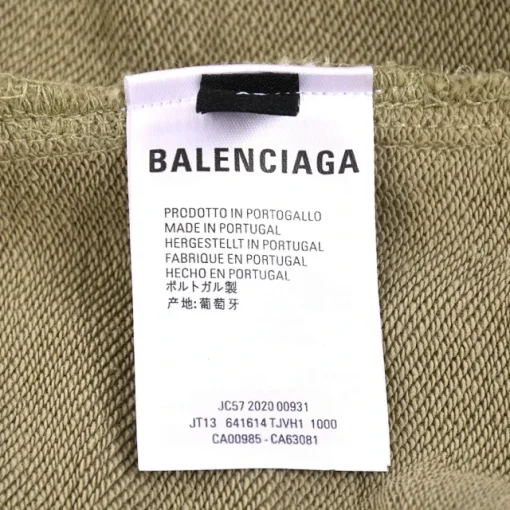 BALENCIAGA
PRODOTTO IN PORTOGALLO
MADE IN PORTUGAL
HERGESTELLT IN PORTUGAL
FABRIQUE EN PORTUGAL
HECHO EN PORTUGAL
ポルトガル製
产地:葡萄牙
JC57 2020 00931
JT13 641614 TJVH1 1000
CA00985 - CA63081